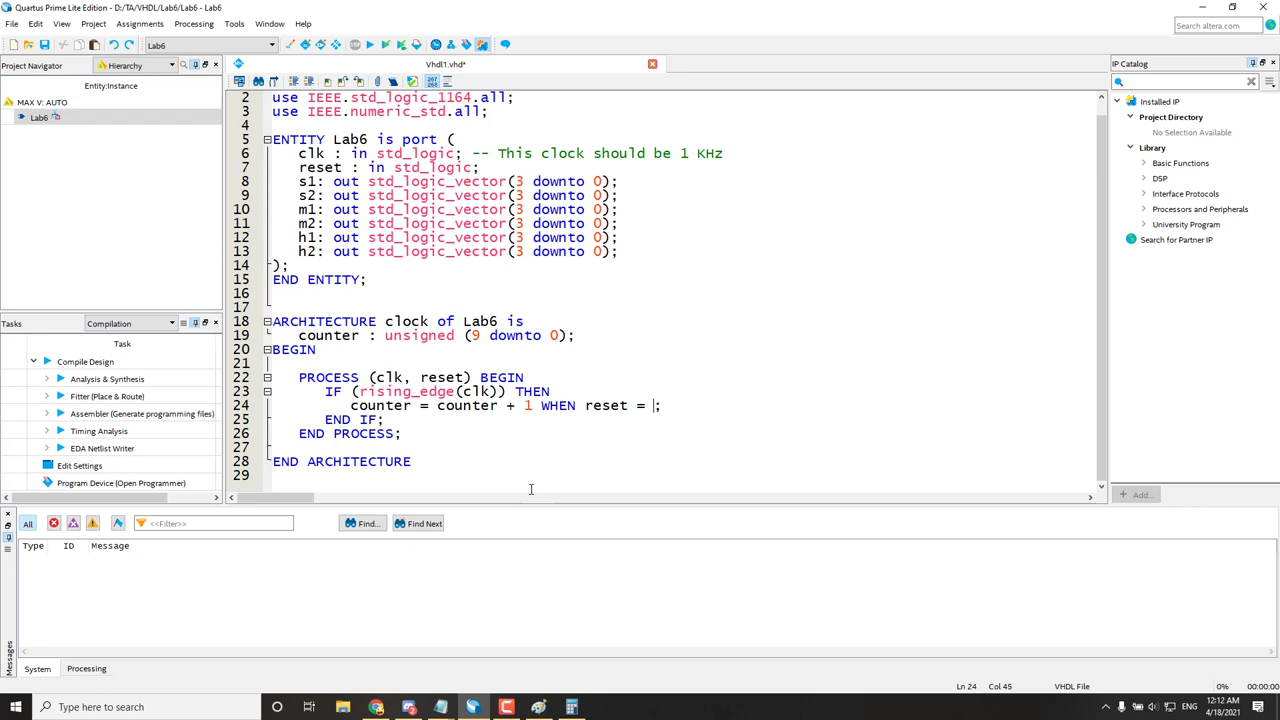 Quartus Prime Lite Edition - D:/TA/VHDL/Lab6/Lab6 - Lab6
File Edit View Project Assignments Processing Tools Window Help
Search altera.com
Lab6
Project Navigator Hierarchy
Entity:Instance
MAX V: AUTO
Lab6
Tasks Compilation
Task
Compile Design
Analysis & Synthesis
Fitter (Place & Route)
Assembler (Generate programming files)
Timing Analysis
EDA Netlist Writer
Edit Settings
Program Device (Open Programmer)
Vhdl1.vhd*
2 use IEEE.std_logic_1164.all;
3 use IEEE.numeric_std.all;
4
5 ENTITY Lab6 is port (
6 clk : in std_logic; -- This clock should be 1 KHz
7 reset : in std_logic;
8 s1: out std_logic_vector(3 downto 0);
9 s2: out std_logic_vector(3 downto 0);
10 m1: out std_logic_vector(3 downto 0);
11 m2: out std_logic_vector(3 downto 0);
12 h1: out std_logic_vector(3 downto 0);
13 h2: out std_logic_vector(3 downto 0);
14 );
15 END ENTITY;
16
17
18 ARCHITECTURE clock of Lab6 is
19 counter : unsigned (9 downto 0);
20 BEGIN
21
22 PROCESS (clk, reset) BEGIN
23 IF (rising_edge(clk)) THEN
24 counter = counter + 1 WHEN reset = ;
25 END IF;
26 END PROCESS;
27
28 END ARCHITECTURE
29
IP Catalog
Installed IP
Project Directory
No Selection Available
Library
Basic Functions
DSP
Interface Protocols
Processors and Peripherals
University Program
Search for Partner IP
+ Add...
All <<Filter>> Find... Find Next
Type ID Message
Messages
System Processing
Ln 24 Col 45 VHDL File 0% 00:00:00
Type here to search
ENG
12:12 AM
4/18/2021